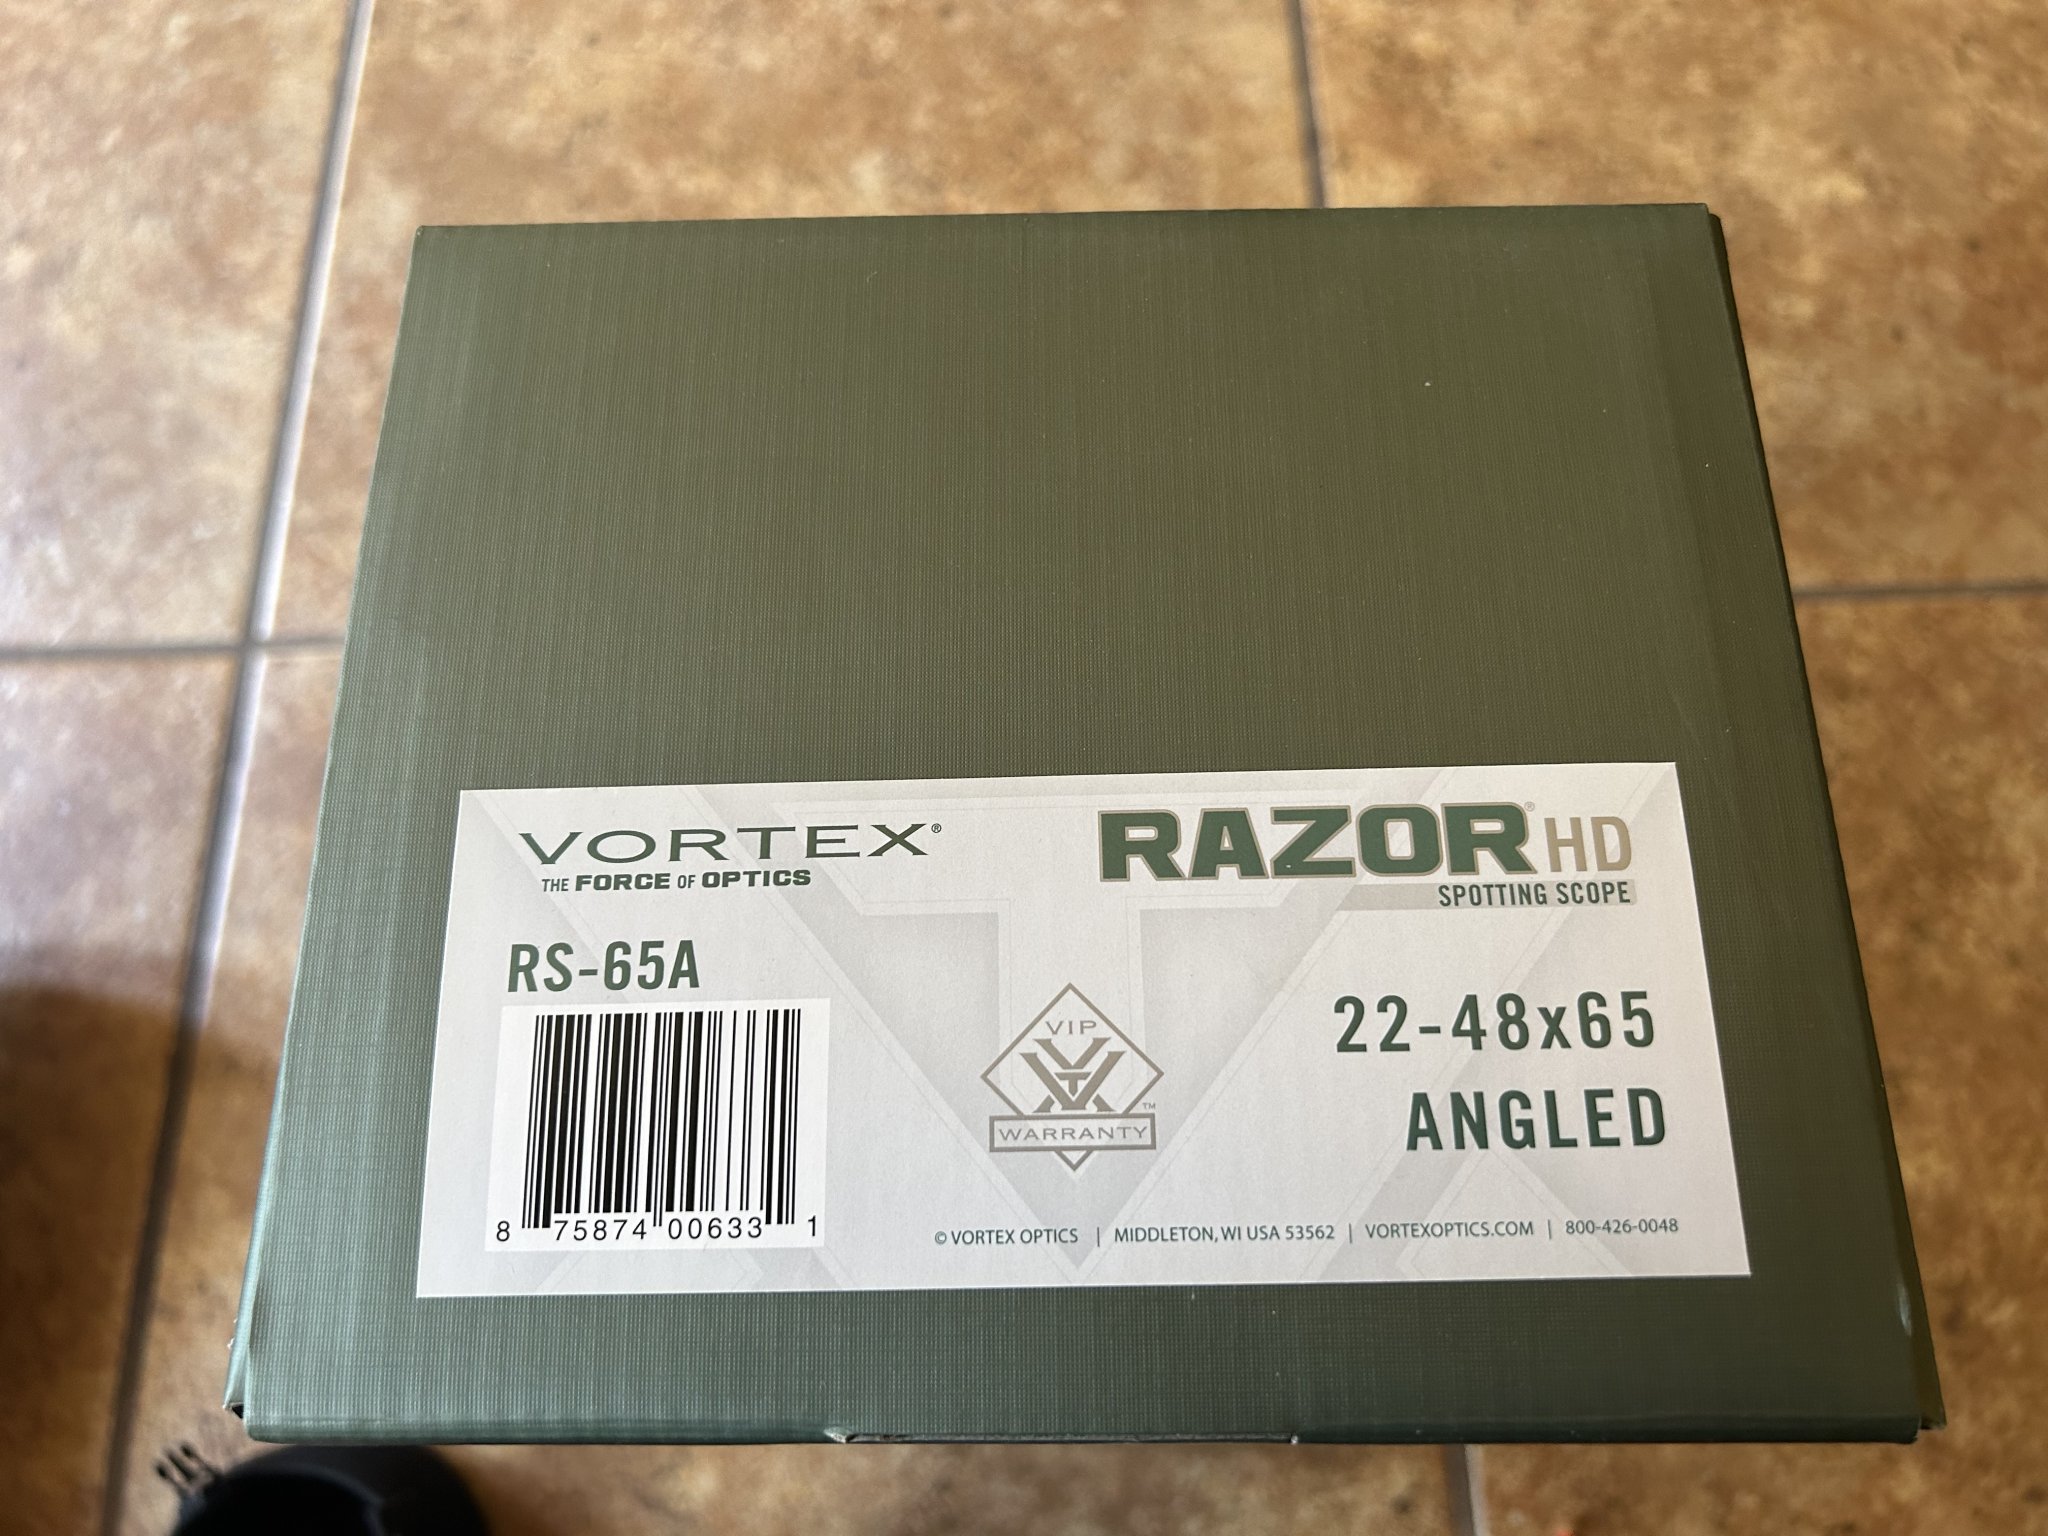 VORTEX®
THE FORCE OF OPTICS
RAZOR® HD
SPOTTING SCOPE
RS-65A
22-48x65
ANGLED
VIP
WARRANTY™
8 75874 00633 1
© VORTEX OPTICS | MIDDLETON, WI USA 53562 | VORTEXOPTICS.COM | 800-426-0048